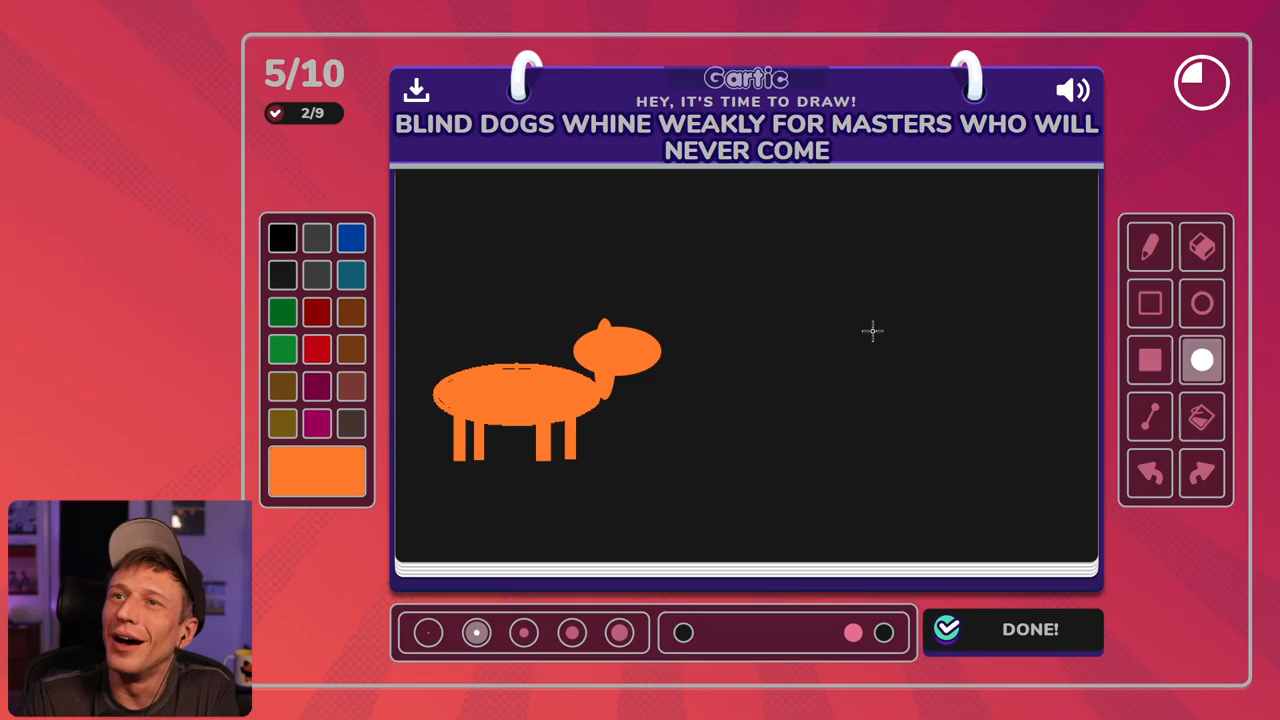 5/10
2/9
Gartic
HEY, IT'S TIME TO DRAW!
BLIND DOGS WHINE WEAKLY FOR MASTERS WHO WILL
NEVER COME
DONE!